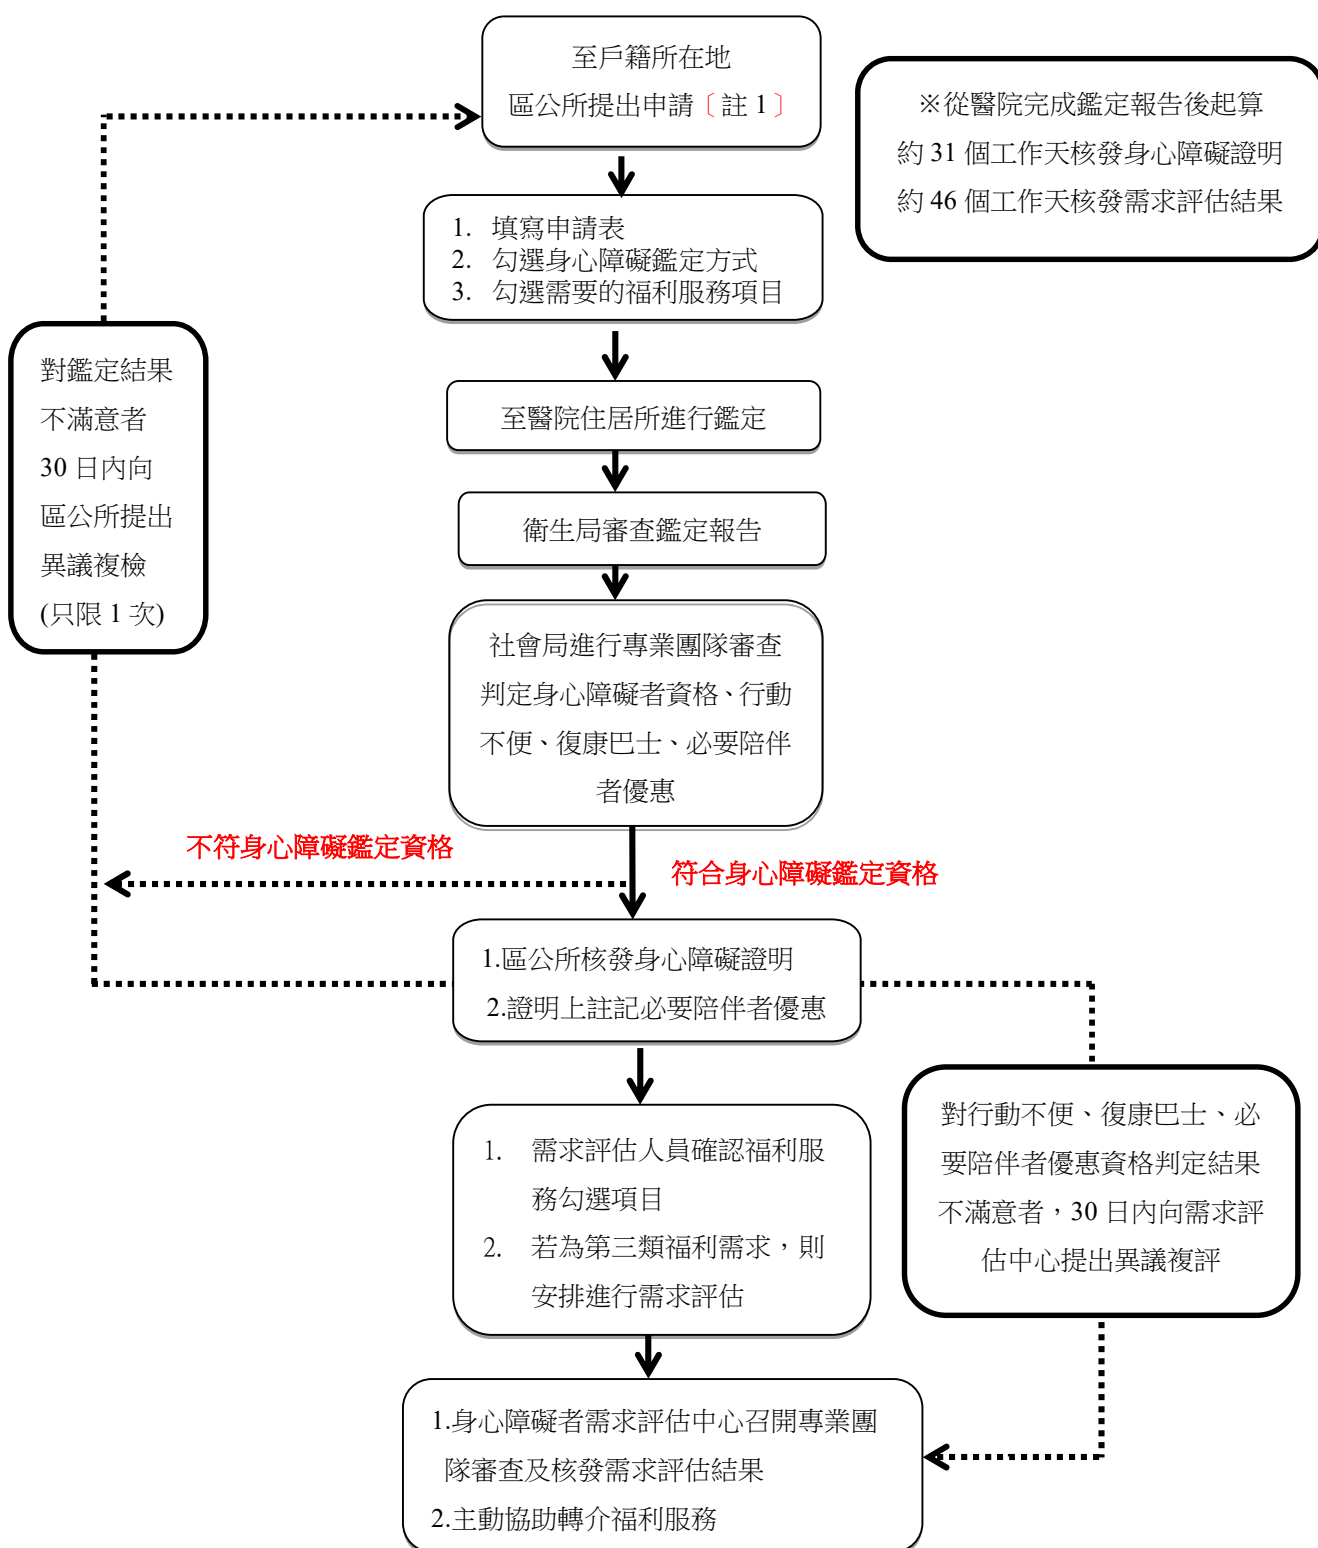 至戶籍所在地
區公所提出申請〔註 1〕
※從醫院完成鑑定報告後起算
約 31 個工作天核發身心障礙證明
約 46 個工作天核發需求評估結果
1. 填寫申請表
2. 勾選身心障礙鑑定方式
3. 勾選需要的福利服務項目
對鑑定結果
不滿意者
30 日內向
區公所提出
異議複檢
(只限 1 次)
至醫院住居所進行鑑定
衛生局審查鑑定報告
社會局進行專業團隊審查
判定身心障礙者資格、行動
不便、復康巴士、必要陪伴
者優惠
不符身心障礙鑑定資格
符合身心障礙鑑定資格
1.區公所核發身心障礙證明
2.證明上註記必要陪伴者優惠
1. 需求評估人員確認福利服
務勾選項目
2. 若為第三類福利需求，則
安排進行需求評估
對行動不便、復康巴士、必
要陪伴者優惠資格判定結果
不滿意者，30 日內向需求評
估中心提出異議複評
1.身心障礙者需求評估中心召開專業團
隊審查及核發需求評估結果
2.主動協助轉介福利服務